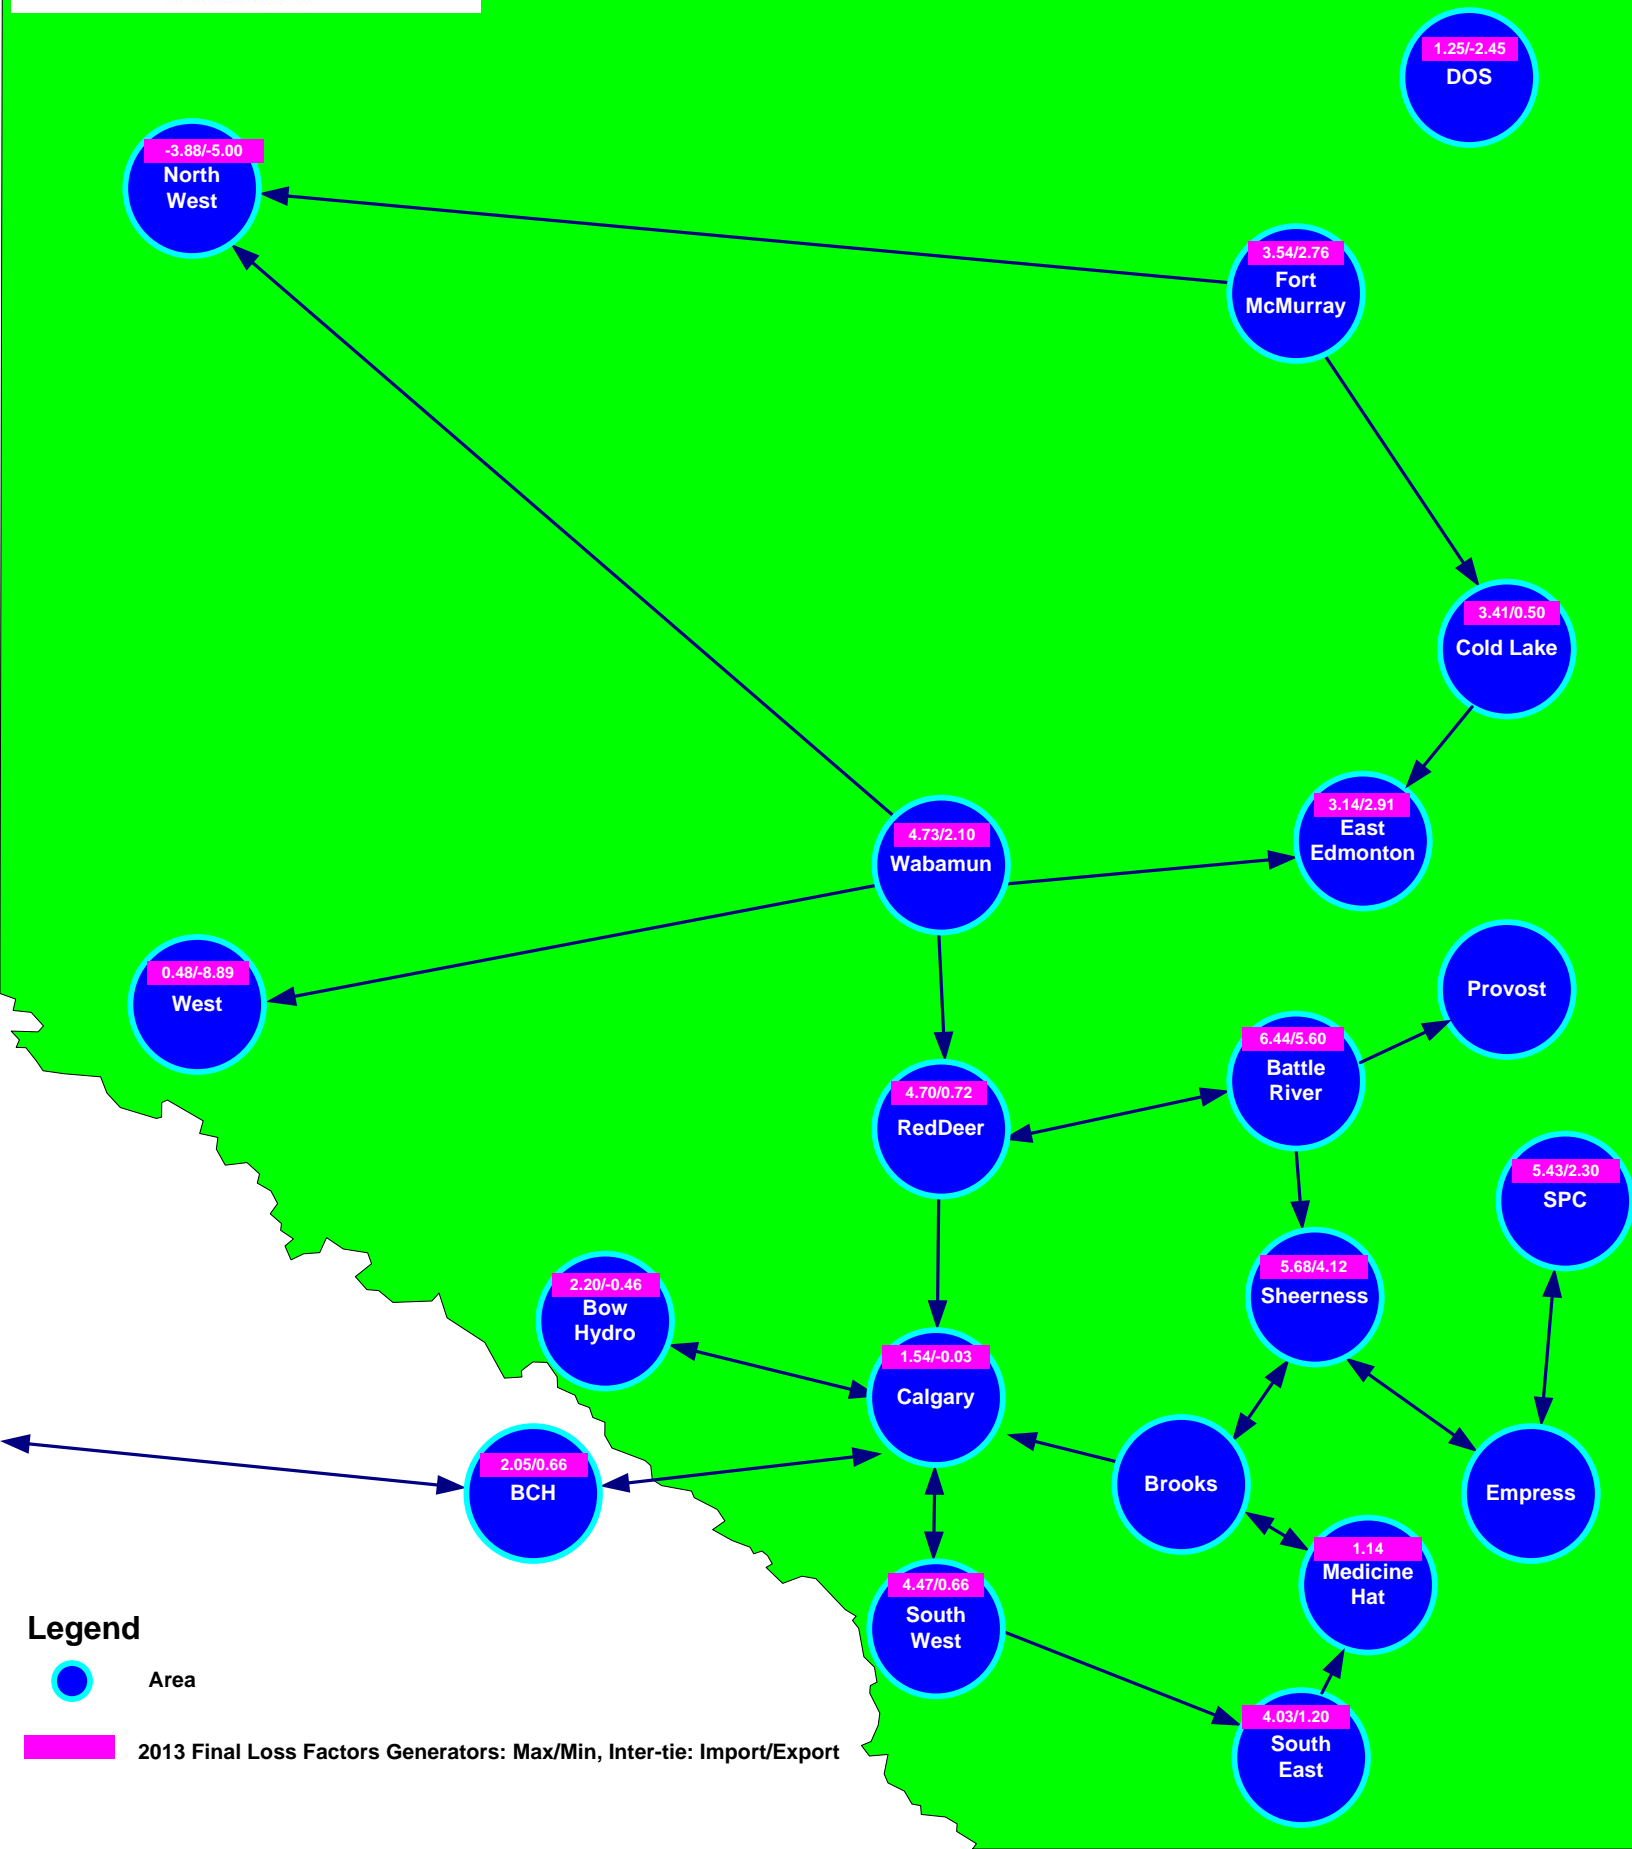 1.25/-2.45
DOS
-3.88/-5.00
North
West
3.54/2.76
Fort
McMurray
3.41/0.50
Cold Lake
3.14/2.91
East
Edmonton
4.73/2.10
Wabamun
0.48/-8.89
West
Provost
6.44/5.60
Battle
River
4.70/0.72
RedDeer
5.43/2.30
SPC
5.68/4.12
Sheerness
2.20/-0.46
Bow
Hydro
1.54/-0.03
Calgary
2.05/0.66
BCH
Brooks
Empress
1.14
Medicine
Hat
4.47/0.66
South
West
4.03/1.20
South
East
Legend
Area
2013 Final Loss Factors Generators: Max/Min, Inter-tie: Import/Export